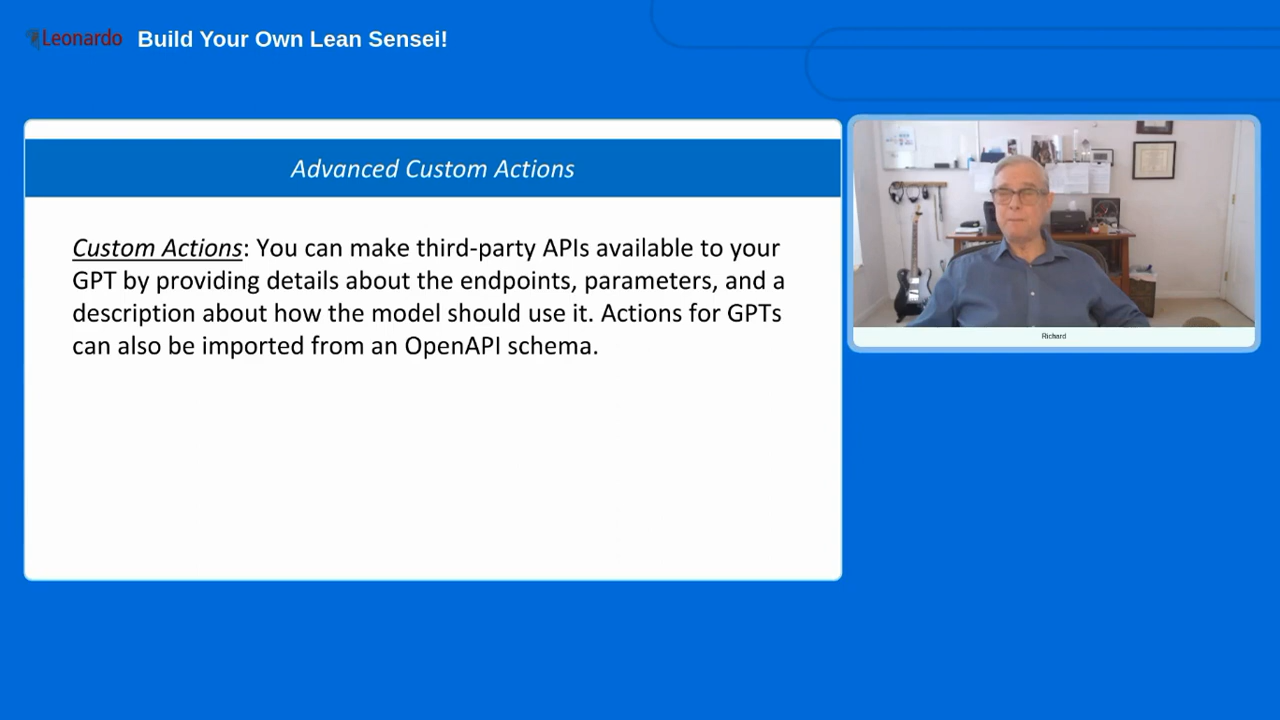 Leonardo Build Your Own Lean Sensei!
Advanced Custom Actions
Custom Actions: You can make third-party APIs available to your
GPT by providing details about the endpoints, parameters, and a
description about how the model should use it. Actions for GPTs
can also be imported from an OpenAPI schema.
Richard